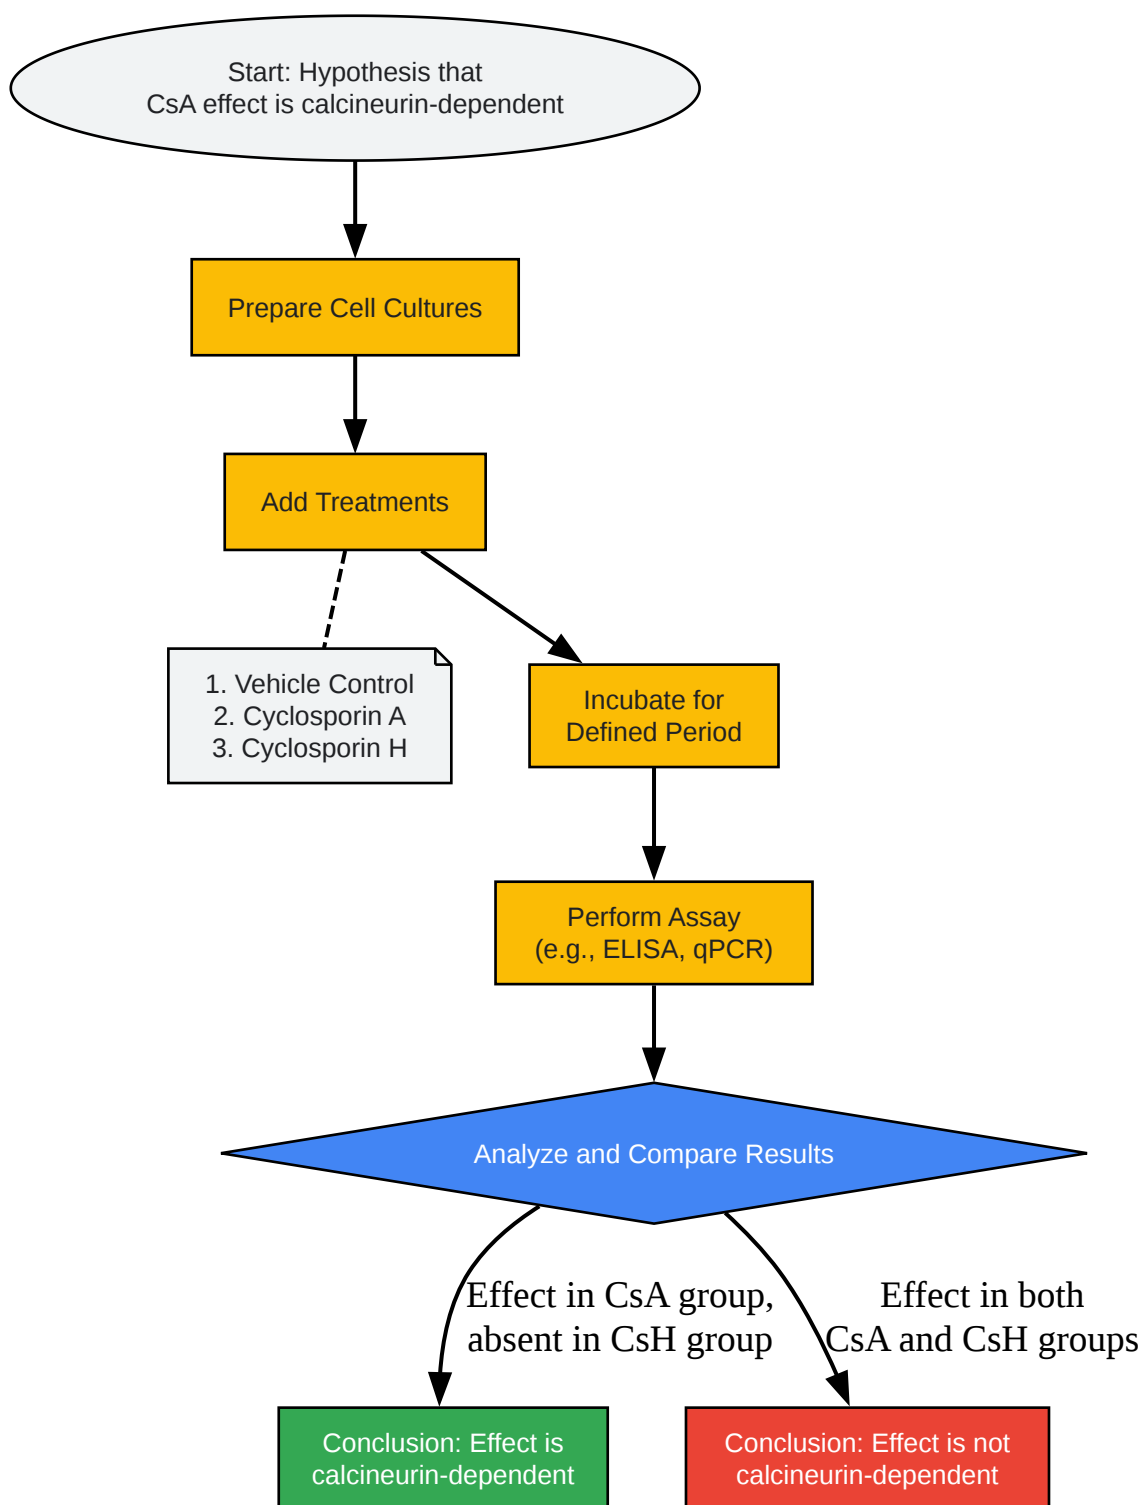 Start: Hypothesis that
CsA effect is calcineurin-dependent
Prepare Cell Cultures
Add Treatments
1. Vehicle Control
2. Cyclosporin A
3. Cyclosporin H
Incubate for
Defined Period
Perform Assay
(e.g., ELISA, qPCR)
Analyze and Compare Results
Effect in CsA group,
absent in CsH group
Effect in both
CsA and CsH groups
Conclusion: Effect is
calcineurin-dependent
Conclusion: Effect is not
calcineurin-dependent